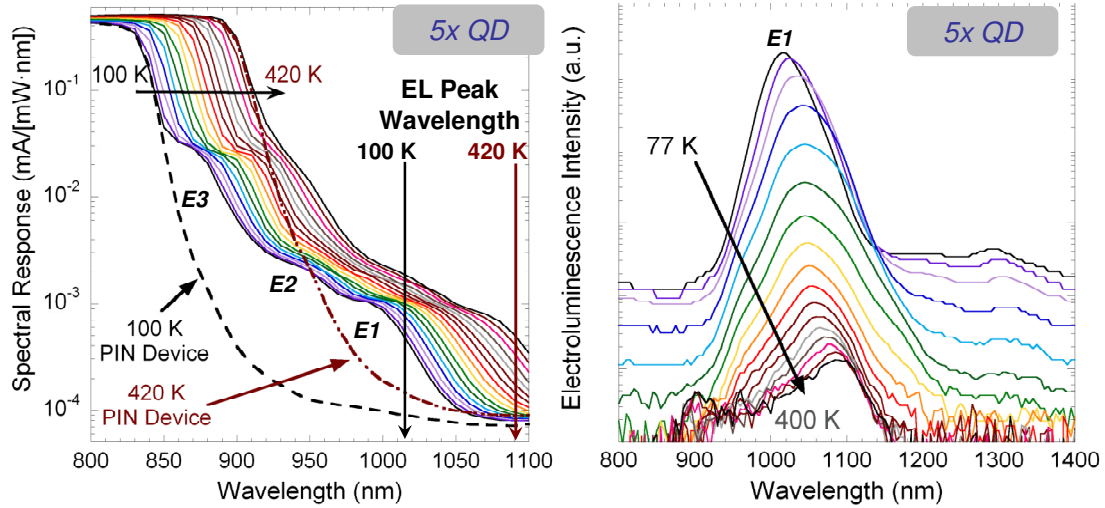 5x QD
100 K
420 K
EL Peak
Wavelength
100 K
420 K
E3
E2
E1
100 K
PIN Device
420 K
PIN Device
Spectral Response (mA/[mW·nm])
10⁻¹
10⁻²
10⁻³
10⁻⁴
800 850 900 950 1000 1050 1100
Wavelength (nm)
5x QD
E1
77 K
400 K
Electroluminescence Intensity (a.u.)
800 900 1000 1100 1200 1300 1400
Wavelength (nm)